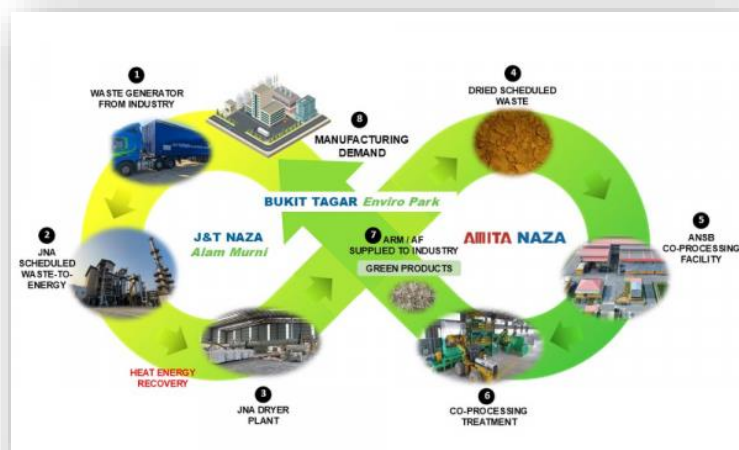 1
WASTE GENERATOR
FROM INDUSTRY
2
JNA
SCHEDULED
WASTE-TO-
ENERGY
HEAT ENERGY
RECOVERY
3
JNA DRYER
PLANT
J&T NAZA
Alam Murni
BUKIT TAGAR Enviro Park
4
DRIED SCHEDULED
WASTE
5
ANSB
CO-PROCESSING
FACILITY
AMITA NAZA
6
CO-PROCESSING
TREATMENT
7
ARM / AF
SUPPLIED TO INDUSTRY
GREEN PRODUCTS
8
MANUFACTURING
DEMAND